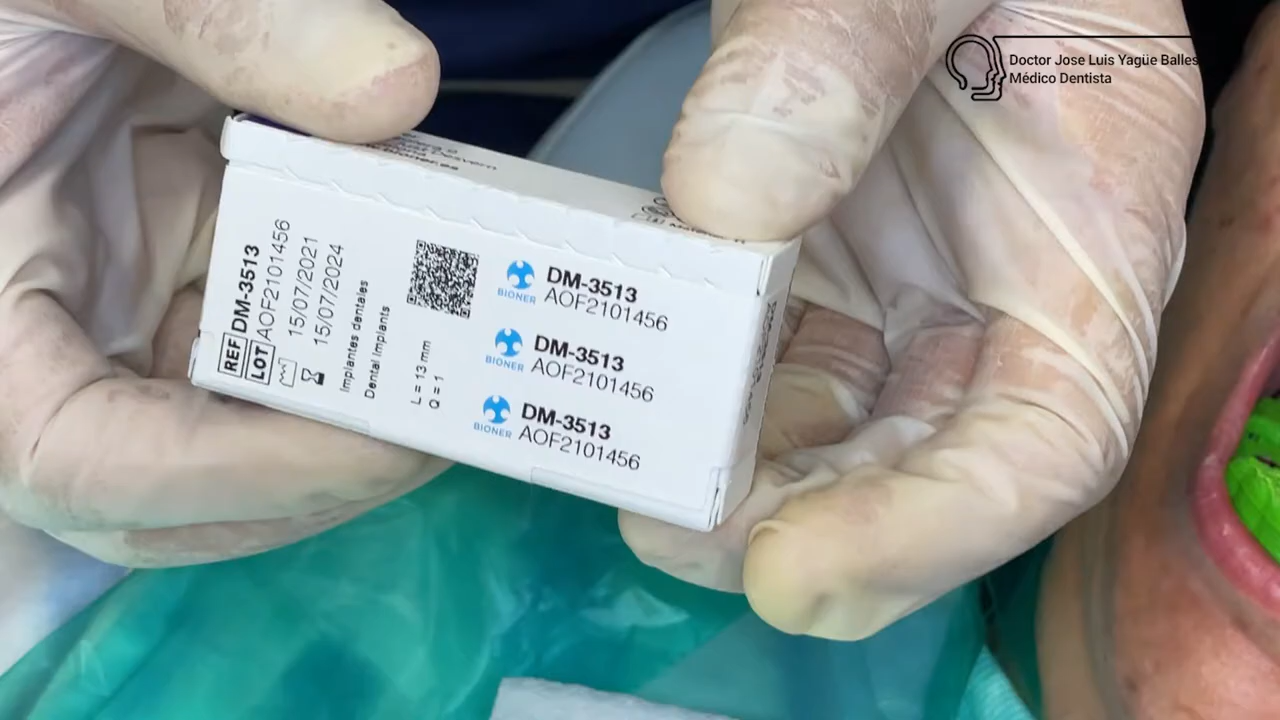 Doctor Jose Luis Yagüe Balles
Médico Dentista
REF DM-3513
LOT AOF2101456
15/07/2021
15/07/2024
Implantes dentales
Dental Implants
L = 13 mm
Q = 1
BIONER
DM-3513
AOF2101456
BIONER
DM-3513
AOF2101456
BIONER
DM-3513
AOF2101456